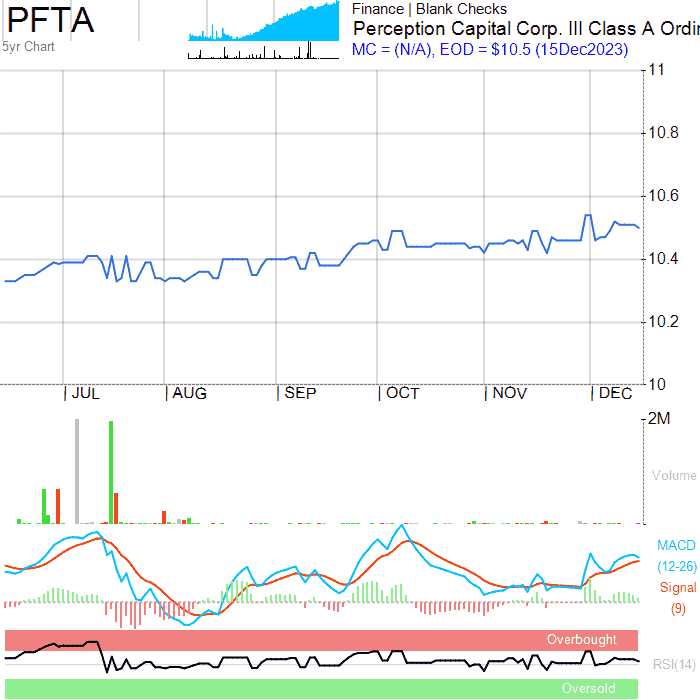 PFTA
5yr Chart
Finance | Blank Checks
Perception Capital Corp. III Class A Ordi
MC = (N/A), EOD = $10.5 (15Dec2023)
11
10.8
10.6
10.4
10.2
10
JUL
AUG
SEP
OCT
NOV
DEC
2M
Volume
MACD
(12-26)
Signal
(9)
Overbought
RSI(14)
Oversold